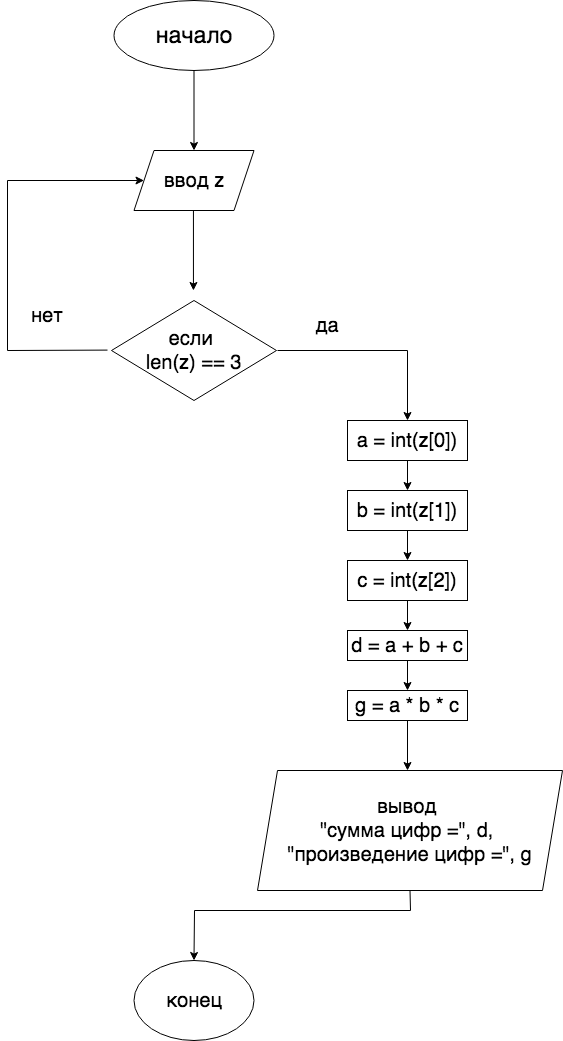 начало
ввод z
нет
да
если
len(z) == 3
a = int(z[0])
b = int(z[1])
c = int(z[2])
d = a + b + c
g = a * b * c
вывод
"сумма цифр =", d,
"произведение цифр =", g
конец